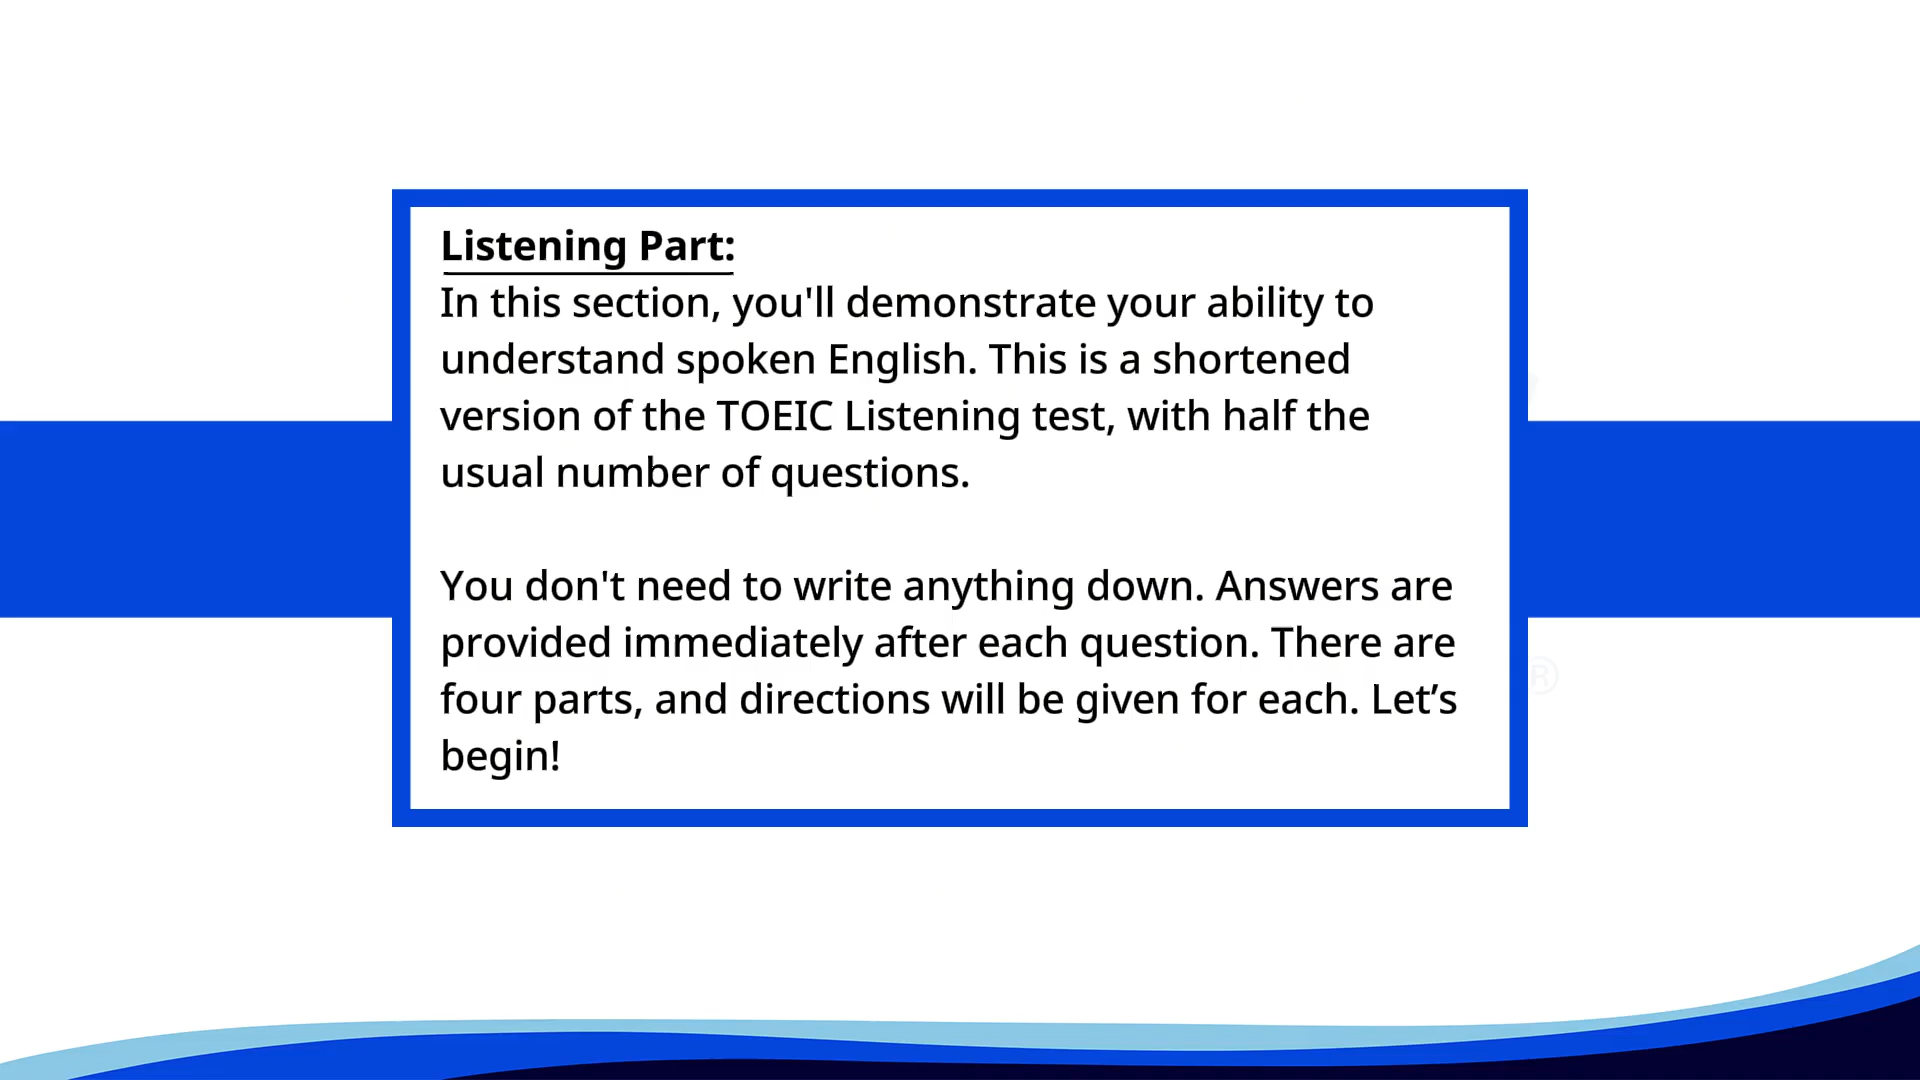 Listening Part:
In this section, you'll demonstrate your ability to
understand spoken English. This is a shortened
version of the TOEIC Listening test, with half the
usual number of questions.
You don't need to write anything down. Answers are
provided immediately after each question. There are
four parts, and directions will be given for each. Let’s
begin!
®